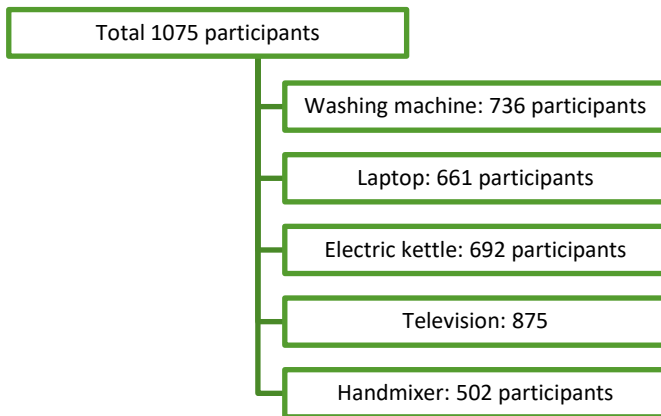 Total 1075 participants
Washing machine: 736 participants
Laptop: 661 participants
Electric kettle: 692 participants
Television: 875
Handmixer: 502 participants